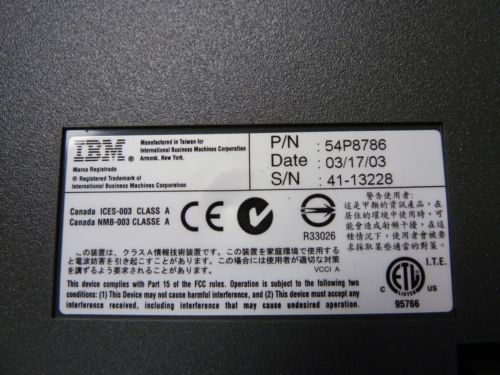 IBM®
Manufactured in Taiwan for
International Business Machines Corporation
Armonk. New York.
Marca Registrada
® Registered Trademark of
International Business Machines Corporation
P/N : 54P8786
Date : 03/17/03
S/N : 41-13228
Canada ICES-003 CLASS A
Canada NMB-003 CLASSE A
CE
R33026
警告使用者:
這是甲類的資訊產品，在
居住的環境中使用時，可
能會造成射頻干擾，在這
種情況下，使用者會被要
求採取某些適當的對策。
この装置は、クラスA情報技術装置です。この装置を家庭環境で使用する
と電波妨害を引き起こすことがあります。この場合には使用者が適切な対策
を講ずるよう要求されることがあります。
VCCI A
I.T.E.
C ETL US
LISTED
95766
This device complies with Part 15 of the FCC rules. Operation is subject to the following two
conditions: (1) This Device may not cause harmful interference, and (2) This device must accept any
interference received, including interference that may cause undesired operation.